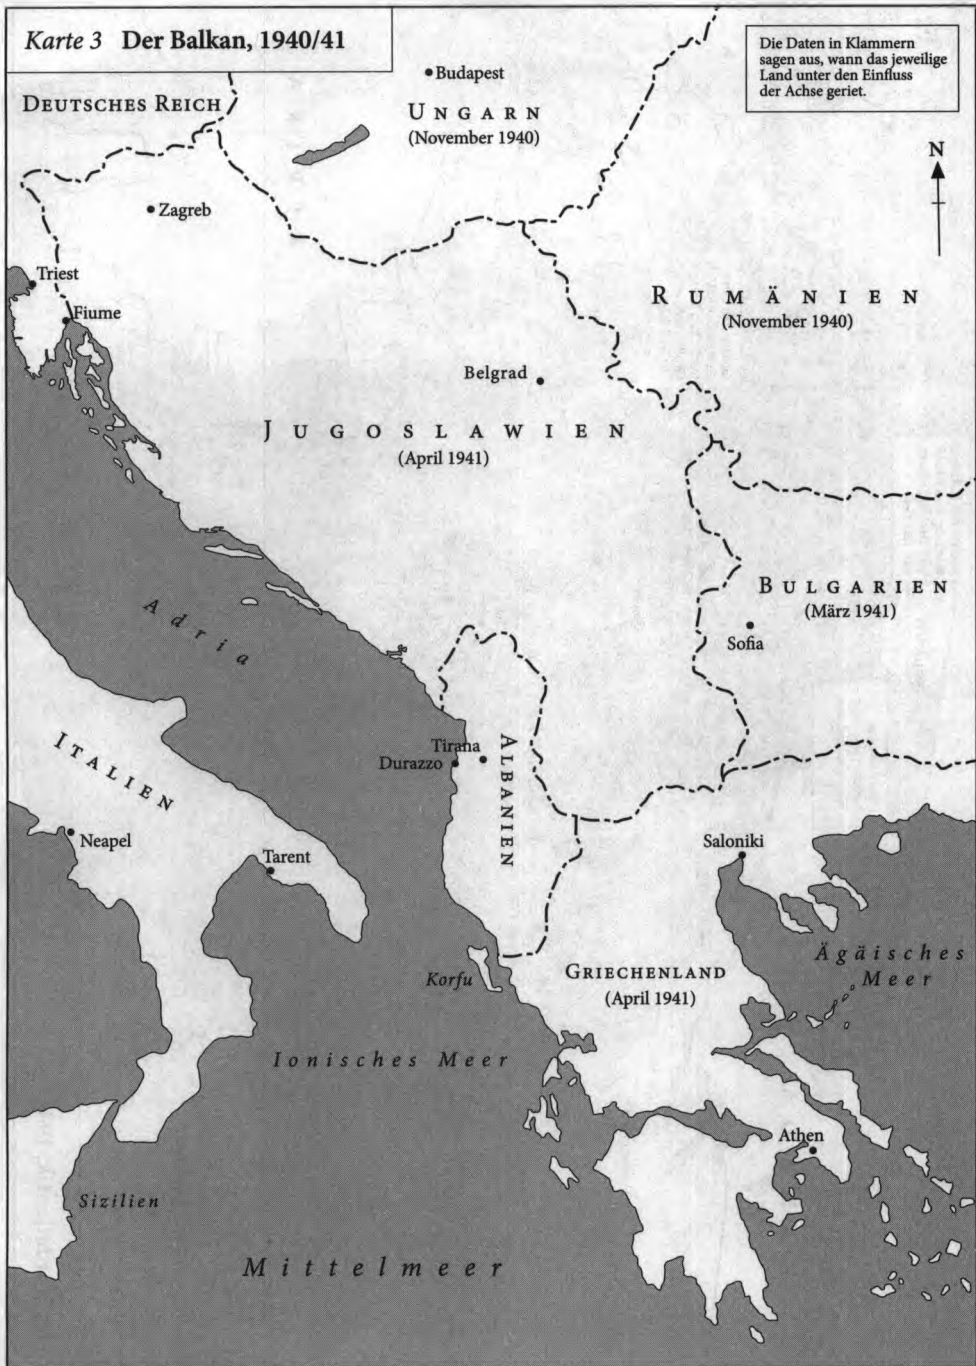 Karte 3 Der Balkan, 1940/41
Die Daten in Klammern
sagen aus, wann das jeweilige
Land unter den Einfluss
der Achse geriet.
Budapest
DEUTSCHES REICH
UNGARN
(November 1940)
N
Zagreb
Triest
Fiume
RUMÄNIEN
(November 1940)
Belgrad
JUGOSLAWIEN
(April 1941)
BULGARIEN
(März 1941)
Adria
Sofia
ITALIEN
Tirana
Durazzo
ALBANIEN
Neapel
Tarent
Saloniki
Ägäisches
Meer
Korfu
GRIECHENLAND
(April 1941)
Ionisches Meer
Athen
Sizilien
Mittelmeer